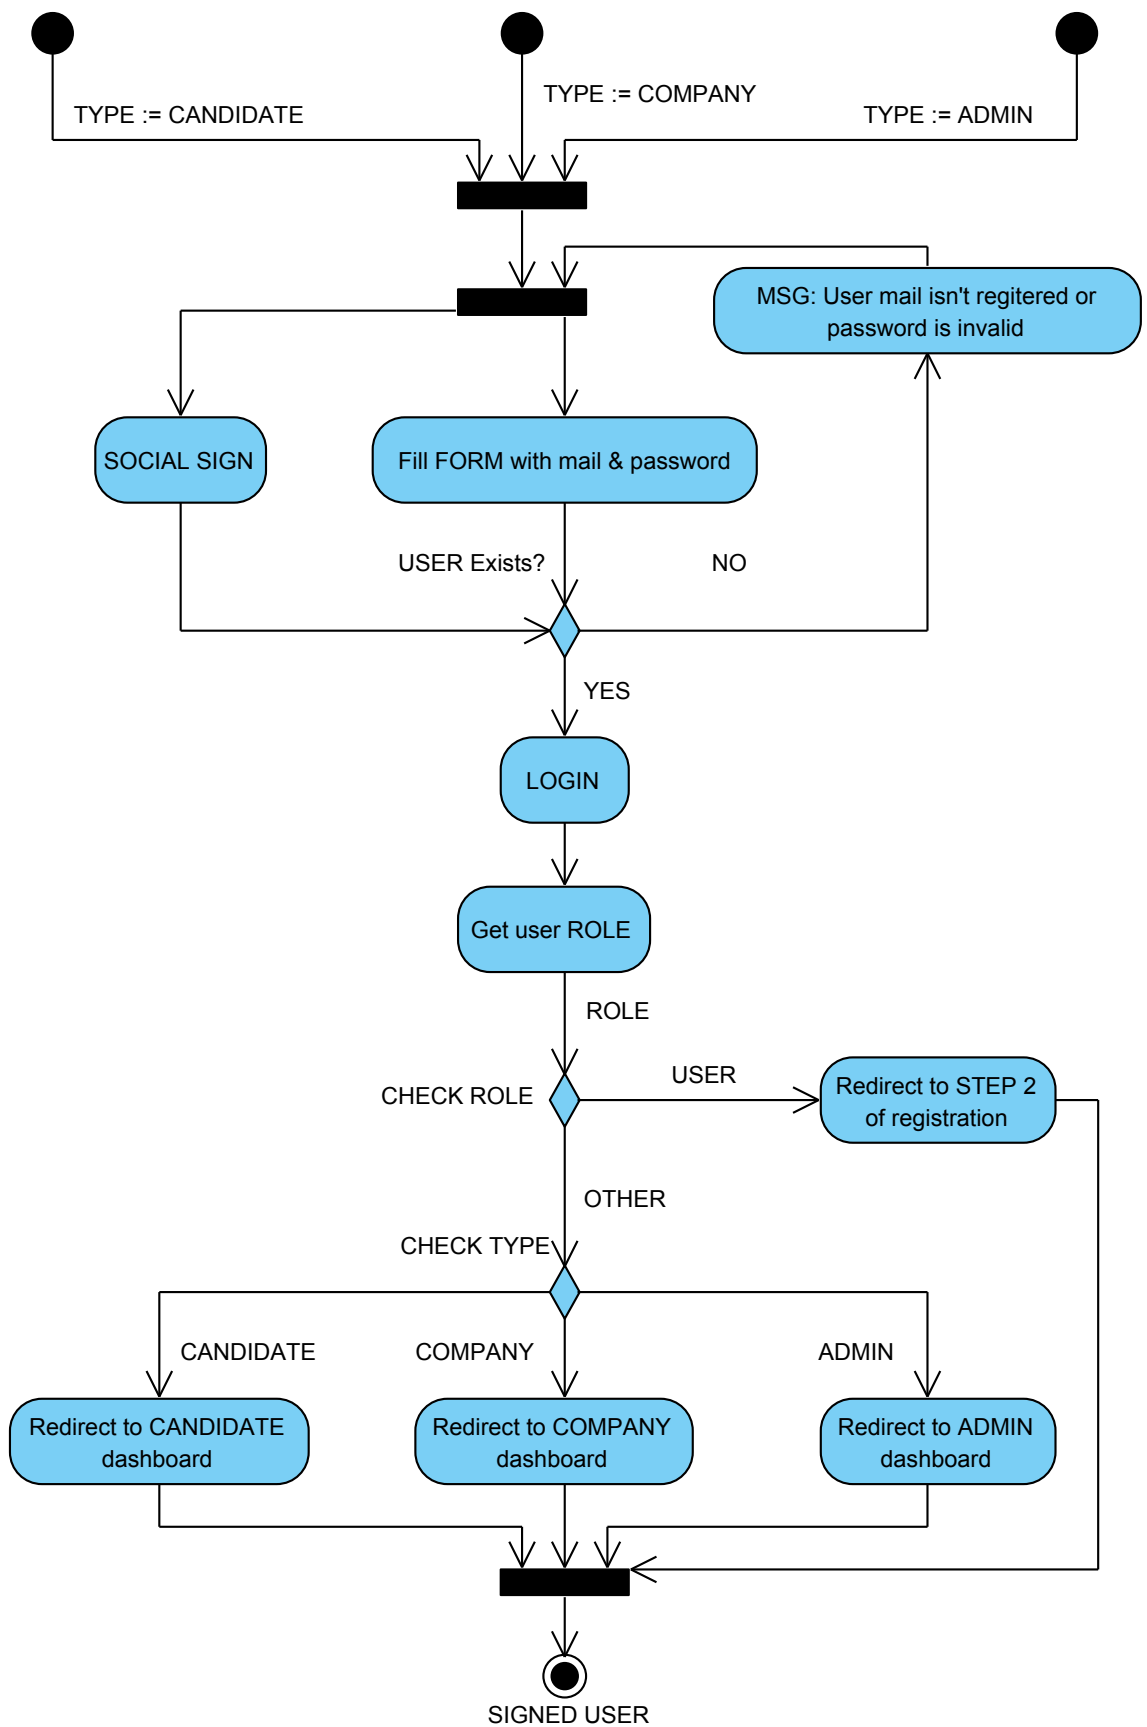 TYPE := CANDIDATE
TYPE := COMPANY
TYPE := ADMIN
MSG: User mail isn't regitered or
password is invalid
SOCIAL SIGN
Fill FORM with mail & password
USER Exists?
NO
YES
LOGIN
Get user ROLE
ROLE
CHECK ROLE
USER
Redirect to STEP 2
of registration
OTHER
CHECK TYPE
CANDIDATE
COMPANY
ADMIN
Redirect to CANDIDATE
dashboard
Redirect to COMPANY
dashboard
Redirect to ADMIN
dashboard
SIGNED USER